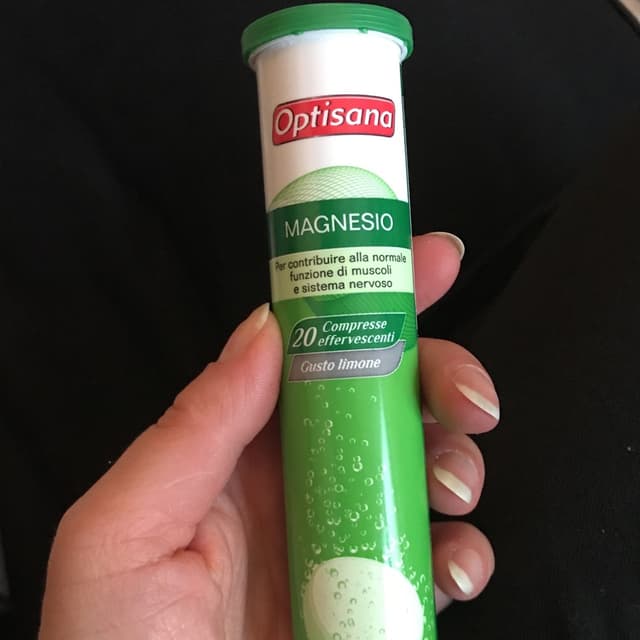 Optisana
MAGNESIO
Per contribuire alla normale
funzione di muscoli
e sistema nervoso
20 Compresse
effervescenti
Gusto limone